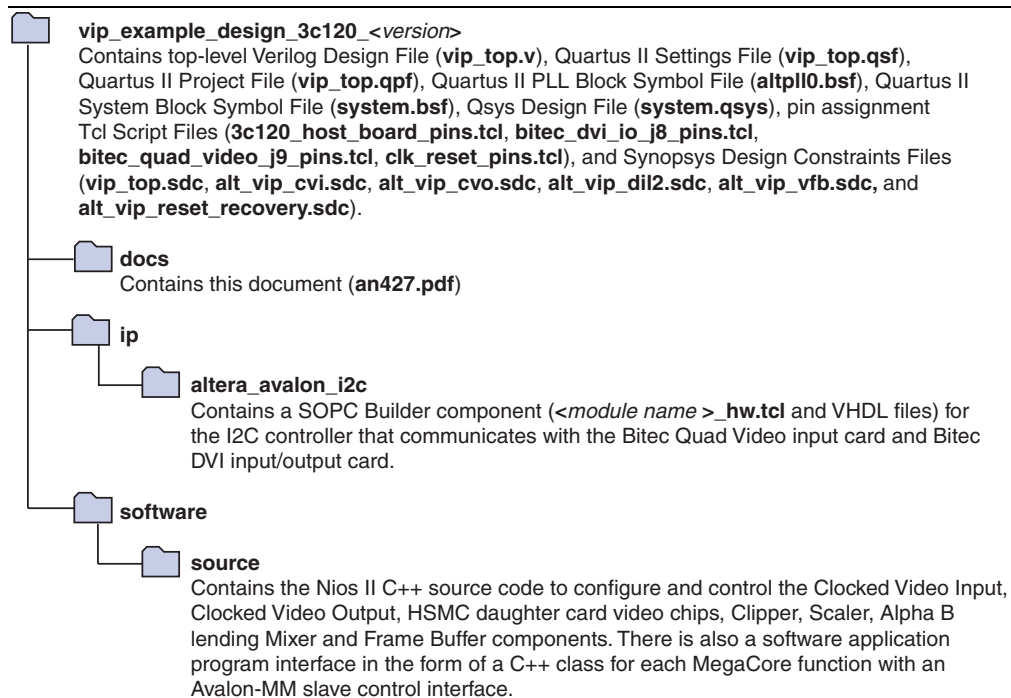 vip_example_design_3c120_<version>
Contains top-level Verilog Design File (vip_top.v), Quartus II Settings File (vip_top.qsf),
Quartus II Project File (vip_top.qpf), Quartus II PLL Block Symbol File (altpll0.bsf), Quartus II
System Block Symbol File (system.bsf), Qsys Design File (system.qsys), pin assignment
Tcl Script Files (3c120_host_board_pins.tcl, bitec_dvi_io_j8_pins.tcl,
bitec_quad_video_j9_pins.tcl, clk_reset_pins.tcl), and Synopsys Design Constraints Files
(vip_top.sdc, alt_vip_cvi.sdc, alt_vip_cvo.sdc, alt_vip_dil2.sdc, alt_vip_vfb.sdc, and
alt_vip_reset_recovery.sdc).
docs
Contains this document (an427.pdf)
ip
altera_avalon_i2c
Contains a SOPC Builder component (<module name >_hw.tcl and VHDL files) for
the I2C controller that communicates with the Bitec Quad Video input card and Bitec
DVI input/output card.
software
source
Contains the Nios II C++ source code to configure and control the Clocked Video Input,
Clocked Video Output, HSMC daughter card video chips, Clipper, Scaler, Alpha B
lending Mixer and Frame Buffer components. There is also a software application
program interface in the form of a C++ class for each MegaCore function with an
Avalon-MM slave control interface.